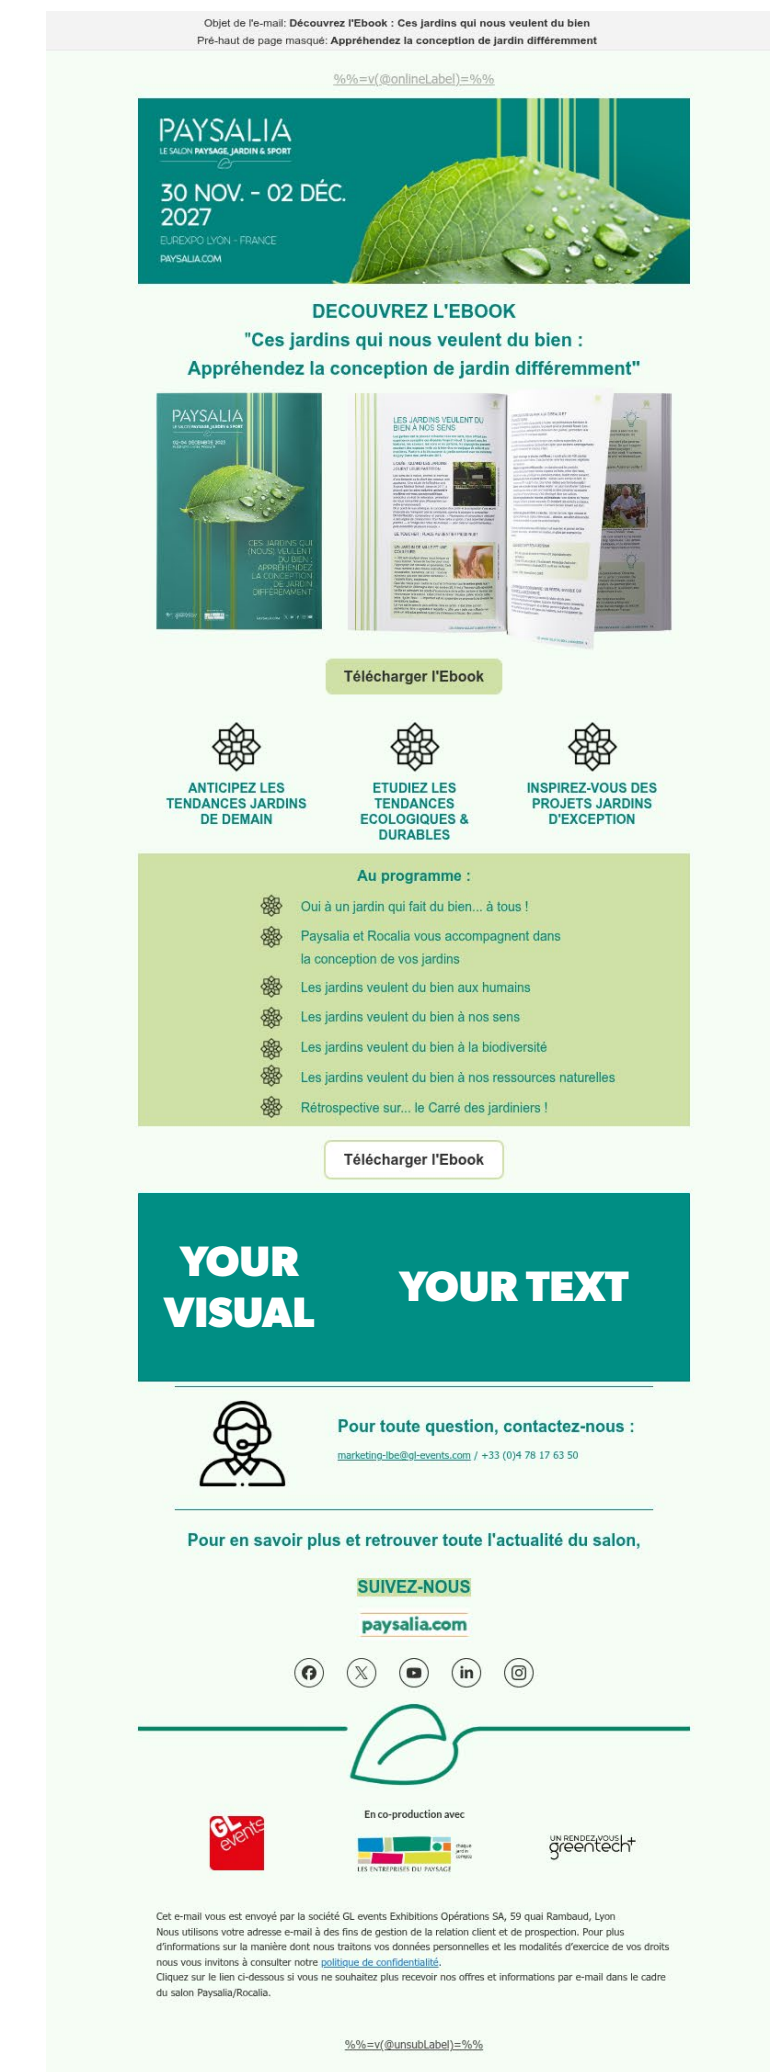 Objet de l'e-mail: Découvrez l'Ebook : Ces jardins qui nous veulent du bien
Pré-haut de page masqué: Appréhendez la conception de jardin différemment
%%=v(@onlineLabel)=%%
PAYSALIA
LE SALON PAYSAGE, JARDIN & SPORT
30 NOV. - 02 DÉC.
2027
EUREXPO LYON - FRANCE
PAYSALIA.COM
DECOUVREZ L'EBOOK
"Ces jardins qui nous veulent du bien :
Appréhendez la conception de jardin différemment"
PAYSALIA
CES JARDINS QUI
(NOUS) VEULENT
DU BIEN :
APPRÉHENDEZ
LA CONCEPTION
DE JARDIN
DIFFÉREMMENT
LES JARDINS VEULENT DU
BIEN À NOS SENS
Télécharger l'Ebook
ANTICIPEZ LES
TENDANCES JARDINS
DE DEMAIN
ETUDIEZ LES
TENDANCES
ECOLOGIQUES &
DURABLES
INSPIREZ-VOUS DES
PROJETS JARDINS
D'EXCEPTION
Au programme :
Oui à un jardin qui fait du bien... à tous !
Paysalia et Rocalia vous accompagnent dans
la conception de vos jardins
Les jardins veulent du bien aux humains
Les jardins veulent du bien à nos sens
Les jardins veulent du bien à la biodiversité
Les jardins veulent du bien à nos ressources naturelles
Rétrospective sur... le Carré des jardiniers !
Télécharger l'Ebook
YOUR
VISUAL
YOUR TEXT
Pour toute question, contactez-nous :
marketing-lbe@gl-events.com / +33 (0)4 78 17 63 50
Pour en savoir plus et retrouver toute l'actualité du salon,
SUIVEZ-NOUS
paysalia.com
En co-production avec
GL
events
LES ENTREPRISES DU PAYSAGE
UN RENDEZ-VOUS
greentech+
Cet e-mail vous est envoyé par la société GL events Exhibitions Opérations SA, 59 quai Rambaud, Lyon
Nous utilisons votre adresse e-mail à des fins de gestion de la relation client et de prospection. Pour plus
d'informations sur la manière dont nous traitons vos données personnelles et les modalités d'exercice de vos droits
nous vous invitons à consulter notre politique de confidentialité.
Cliquez sur le lien ci-dessous si vous ne souhaitez plus recevoir nos offres et informations par e-mail dans le cadre
du salon Paysalia/Rocalia.
%%=v(@unsubLabel)=%%